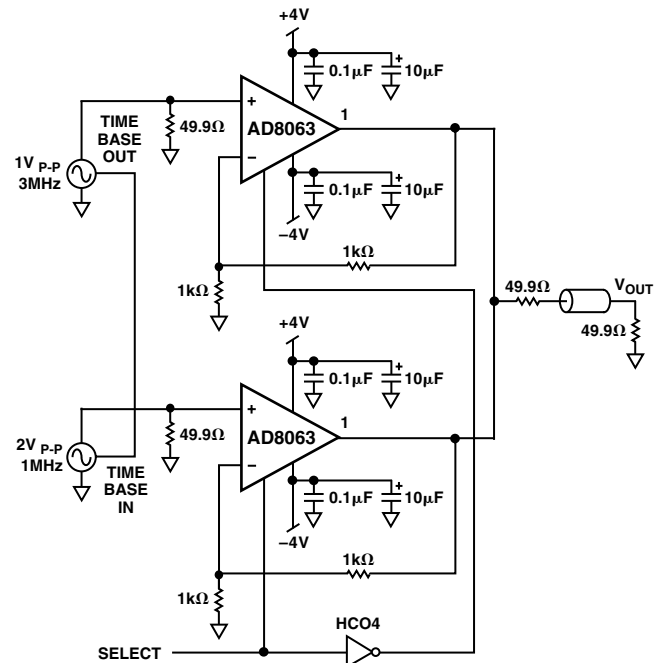 +4V
0.1µF
10µF
+
TIME
BASE
OUT
49.9Ω
+
AD8063
1
−
1V P-P
3MHz
0.1µF
10µF
+
−4V
1kΩ
1kΩ
49.9Ω
VOUT
49.9Ω
+4V
0.1µF
10µF
+
49.9Ω
+
AD8063
1
−
2V P-P
1MHz
TIME
BASE
IN
0.1µF
10µF
+
−4V
1kΩ
1kΩ
HCO4
SELECT